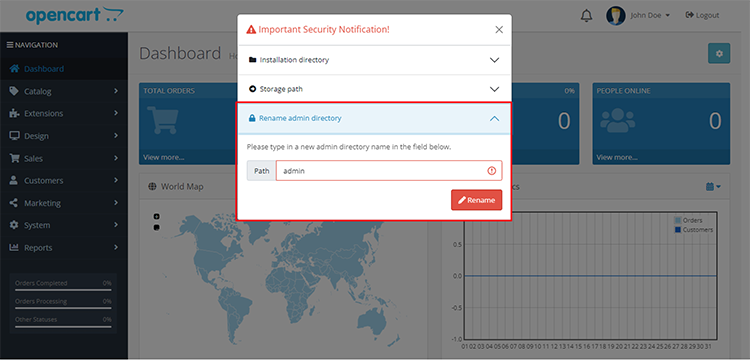 opencart
John Doe
Logout
NAVIGATION
Dashboard
Catalog
Extensions
Design
Sales
Customers
Marketing
System
Reports
Orders Completed 0%
Orders Processing 0%
Other Statuses 0%
Dashboard
TOTAL ORDERS
View more...
0%
0
PEOPLE ONLINE
0
View more...
World Map
Orders
Customers
0.5
0.0
-0.5
-1.0
01 02 03 04 05 06 07 08 09 10 11 12 13 14 15 16 17 18 19 20 21 22 23 24 25 26 27 28 29 30 31
Important Security Notification!
Installation directory
Storage path
Rename admin directory
Please type in a new admin directory name in the field below.
Path admin
Rename